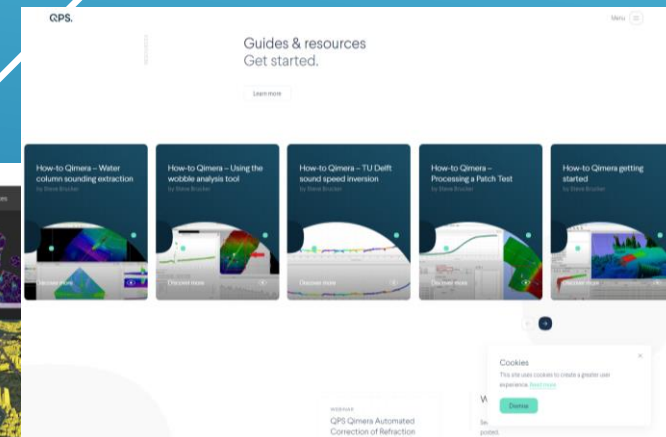 QPS.
Menu
Guides & resources
Get started.
Learn more
How-to Qimera – Water
column sounding extraction
by Steve Brucker
How-to Qimera – Using the
wobble analysis tool
by Steve Brucker
How-to Qimera – TU Delft
sound speed inversion
by Steve Brucker
How-to Qimera –
Processing a Patch Test
by Steve Brucker
How-to Qimera getting
started
by Steve Brucker
Discover more
Discover more
Discover more
Discover more
Discover more
Cookies
This site uses cookies to create a greater user
experience. Read more
Dismiss
WEBINAR
QPS Qimera Automated
Correction of Refraction
W
posted.